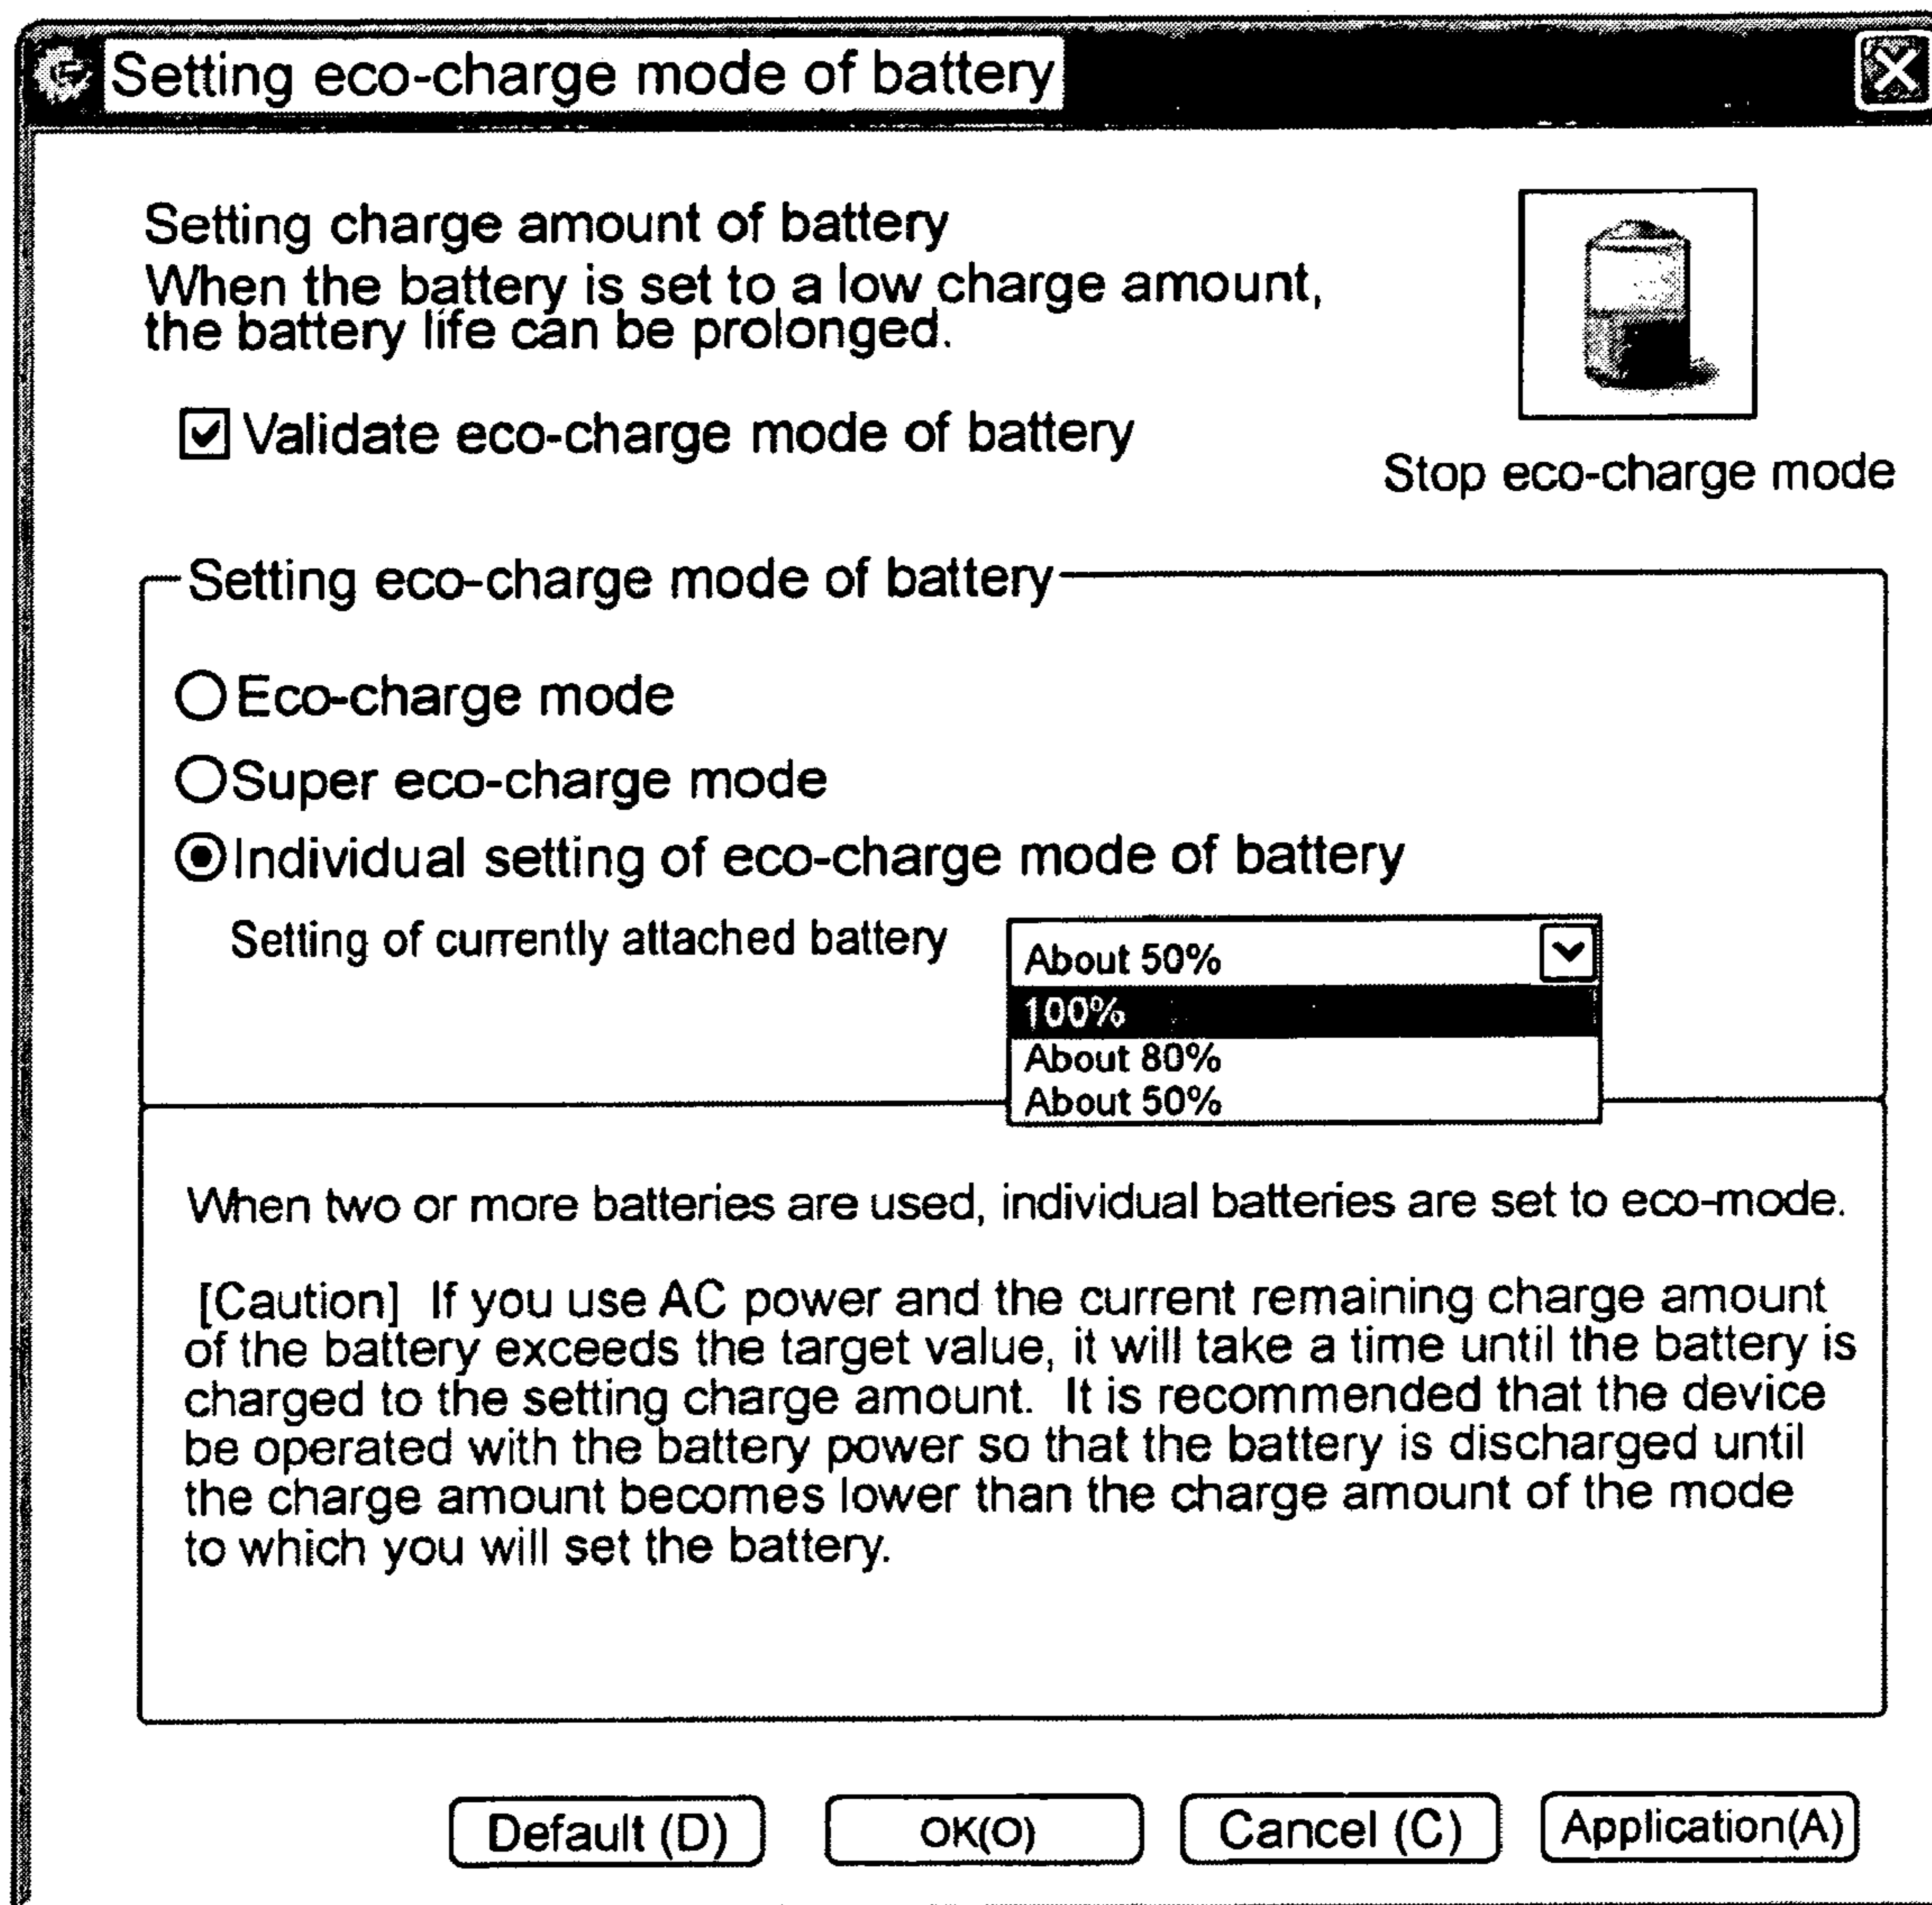 Setting eco-charge mode of battery
Setting charge amount of battery
When the battery is set to a low charge amount,
the battery life can be prolonged.
Validate eco-charge mode of battery
Stop eco-charge mode
Setting eco-charge mode of battery
Eco-charge mode
Super eco-charge mode
Individual setting of eco-charge mode of battery
Setting of currently attached battery
About 50%
100%
About 80%
About 50%
When two or more batteries are used, individual batteries are set to eco-mode.
[Caution] If you use AC power and the current remaining charge amount
of the battery exceeds the target value, it will take a time until the battery is
charged to the setting charge amount. It is recommended that the device
be operated with the battery power so that the battery is discharged until
the charge amount becomes lower than the charge amount of the mode
to which you will set the battery.
Default (D)
OK(O)
Cancel (C)
Application(A)